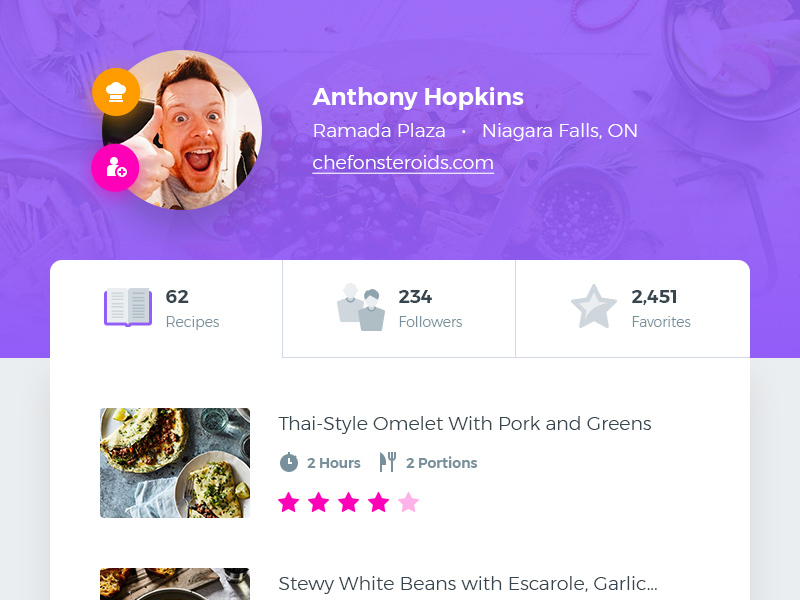 Anthony Hopkins
Ramada Plaza • Niagara Falls, ON
chefonsteroids.com
62
Recipes
234
Followers
2,451
Favorites
Thai-Style Omelet With Pork and Greens
2 Hours 2 Portions
Stewy White Beans with Escarole, Garlic...